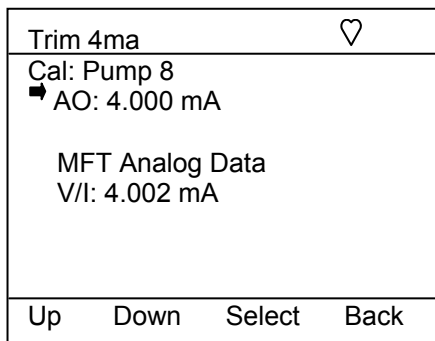 Trim 4ma
Cal: Pump 8
AO: 4.000 mA
MFT Analog Data
V/I: 4.002 mA
Up Down Select Back